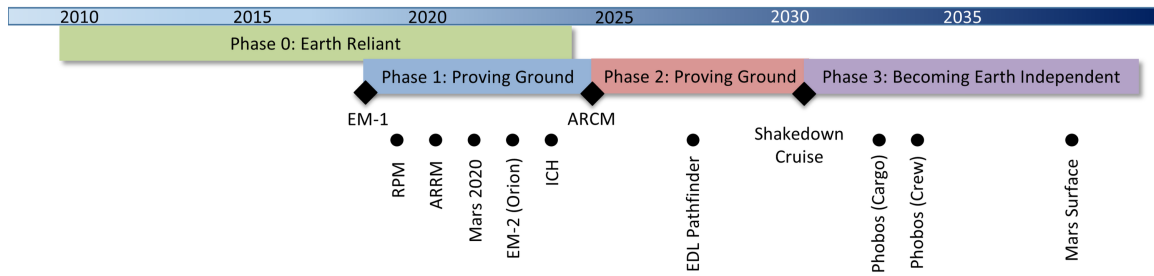 2010 2015 2020 2025 2030 2035
Phase 0: Earth Reliant
Phase 1: Proving Ground Phase 2: Proving Ground Phase 3: Becoming Earth Independent
EM-1 ARCM Shakedown
Cruise
RPM
ARRM
Mars 2020
EM-2 (Orion)
ICH
EDL Pathfinder
Phobos (Cargo)
Phobos (Crew)
Mars Surface